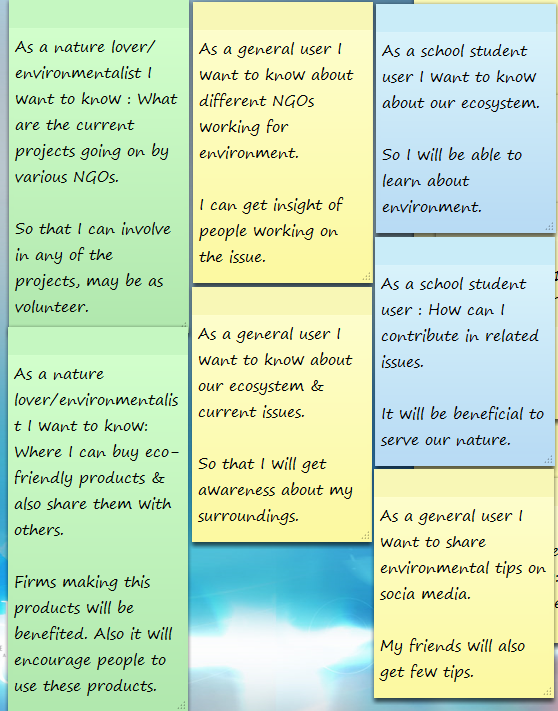 As a nature lover/
environmentalist I
want to know : What
are the current
projects going on by
various NGOs.
So that I can involve
in any of the
projects, may be as
volunteer.
As a nature
lover/environmentalis
t I want to know:
Where I can buy eco-
friendly products &
also share them with
others.
Firms making this
products will be
benefited. Also it will
encourage people to
use these products.
As a general user I
want to know about
different NGOs
working for
environment.
I can get insight of
people working on
the issue.
As a general user I
want to know about
our ecosystem &
current issues.
So that I will get
awareness about my
surroundings.
As a school student
user I want to know
about our ecosystem.
So I will be able to
learn about
environment.
As a school student
user : How can I
contribute in related
issues.
It will be beneficial to
serve our nature.
As a general user I
want to share
environmental tips on
socia media.
My friends will also
get few tips.